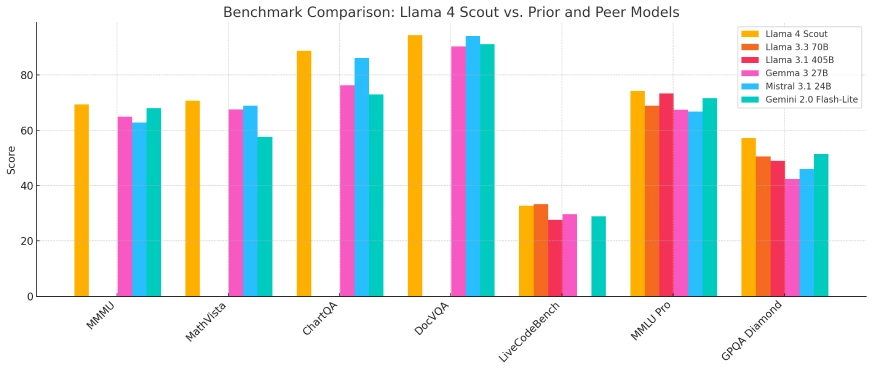 Benchmark Comparison: Llama 4 Scout vs. Prior and Peer Models
Llama 4 Scout
Llama 3.3 70B
Llama 3.1 405B
Gemma 3 27B
Mistral 3.1 24B
Gemini 2.0 Flash-Lite
Score
80
60
40
20
0
MMMU
MathVista
ChartQA
DocVQA
LiveCodeBench
MMLU Pro
GPQA Diamond